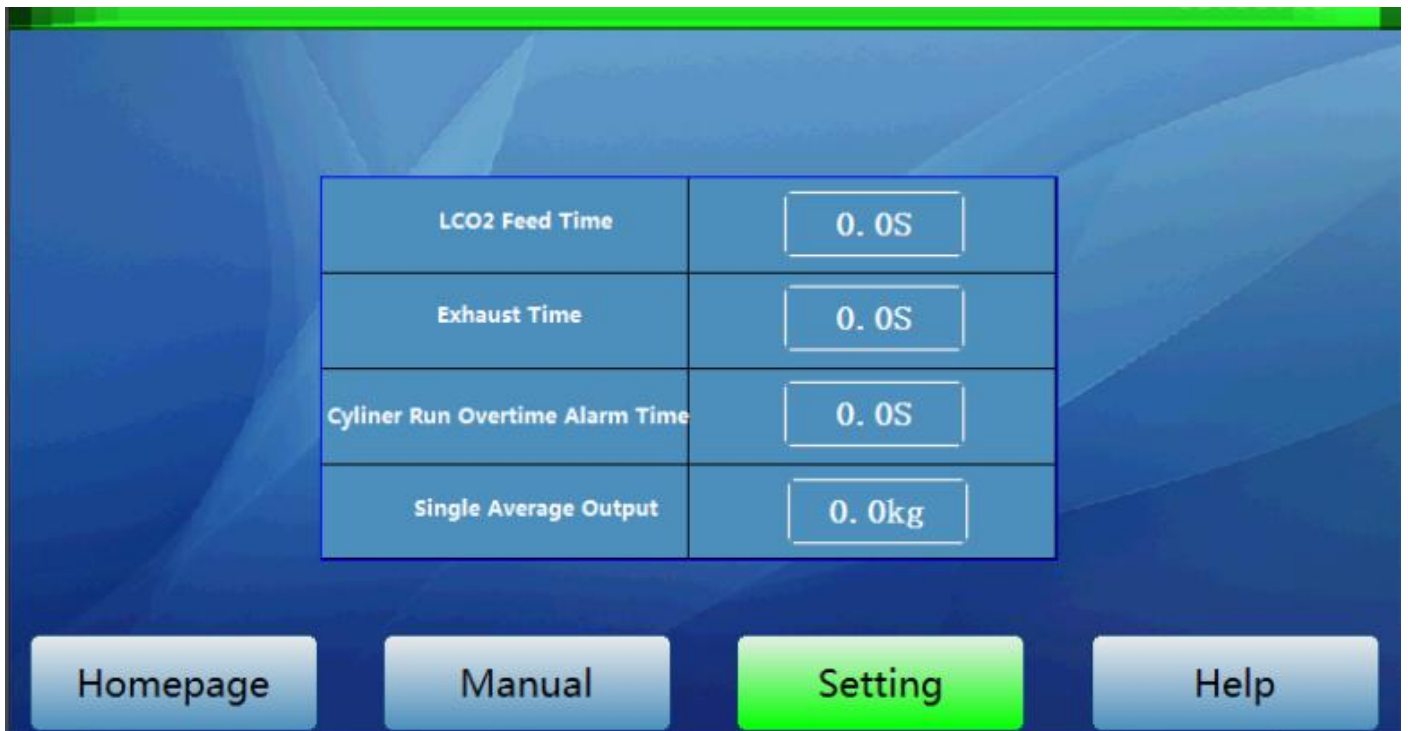 LCO2 Feed Time 0.0S
Exhaust Time 0.0S
Cyliner Run Overtime Alarm Time 0.0S
Single Average Output 0.0kg
Homepage Manual Setting Help